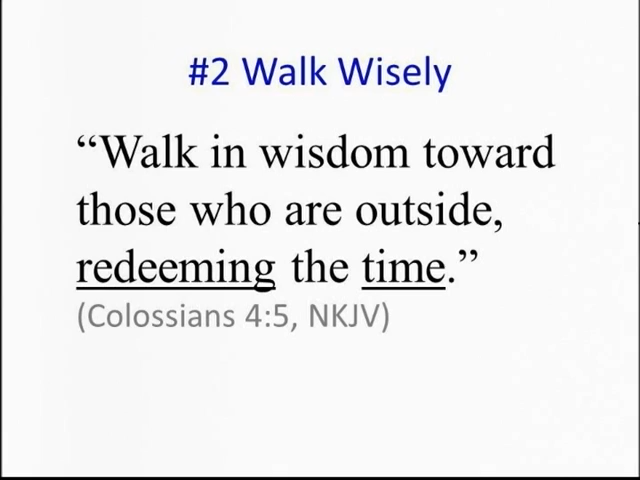 #2 Walk Wisely
“Walk in wisdom toward
those who are outside,
redeeming the time.”
(Colossians 4:5, NKJV)